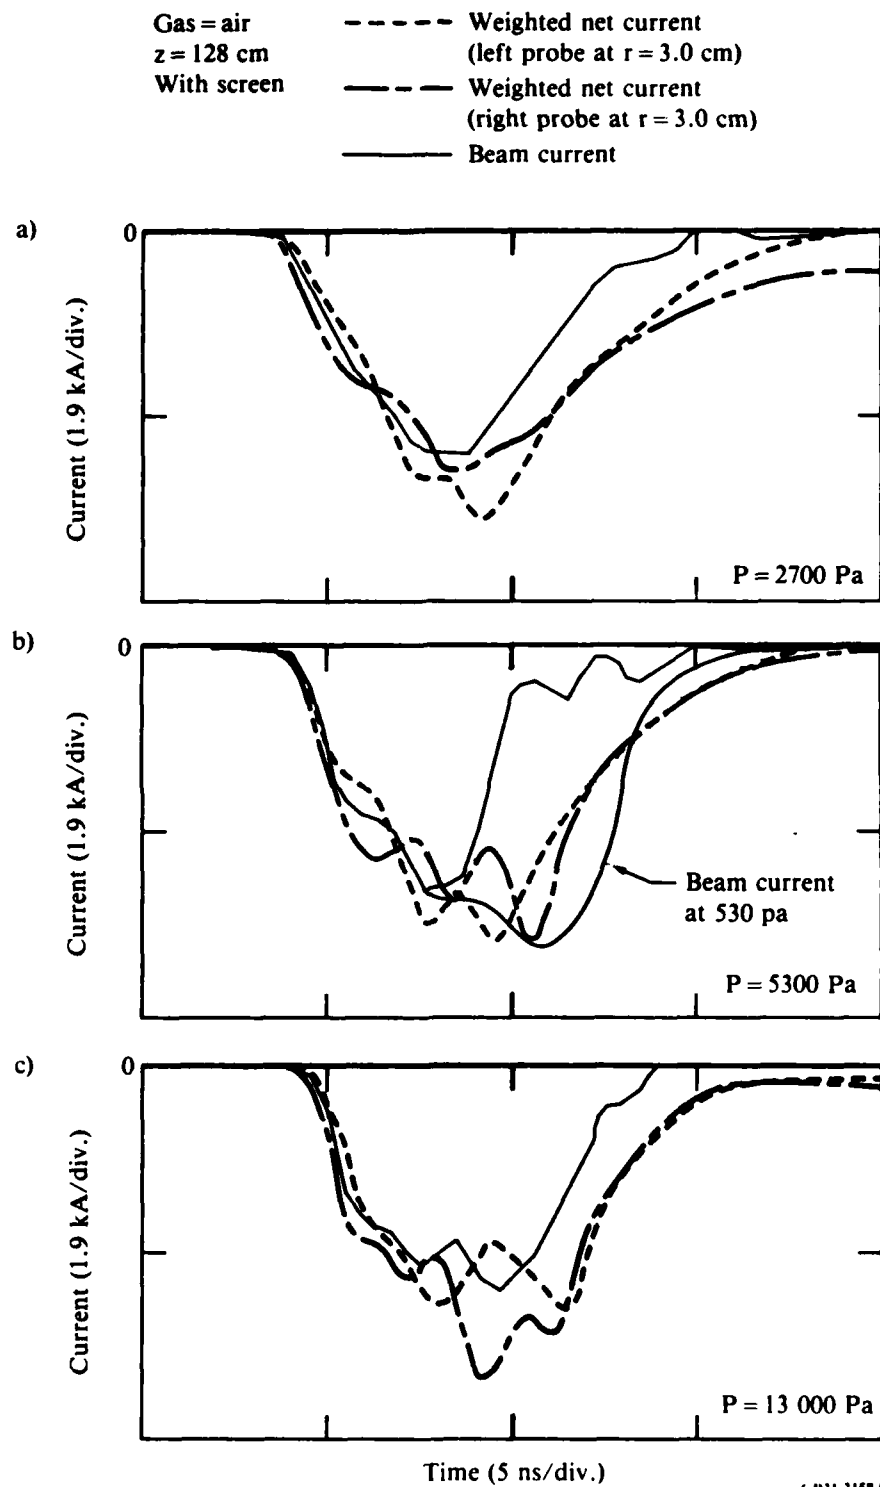 Gas = air
z = 128 cm
With screen
Weighted net current
(left probe at r = 3.0 cm)
Weighted net current
(right probe at r = 3.0 cm)
Beam current
a)
0
Current (1.9 kA/div.)
P = 2700 Pa
b)
0
Current (1.9 kA/div.)
Beam current
at 530 pa
P = 5300 Pa
c)
0
Current (1.9 kA/div.)
P = 13 000 Pa
Time (5 ns/div.)